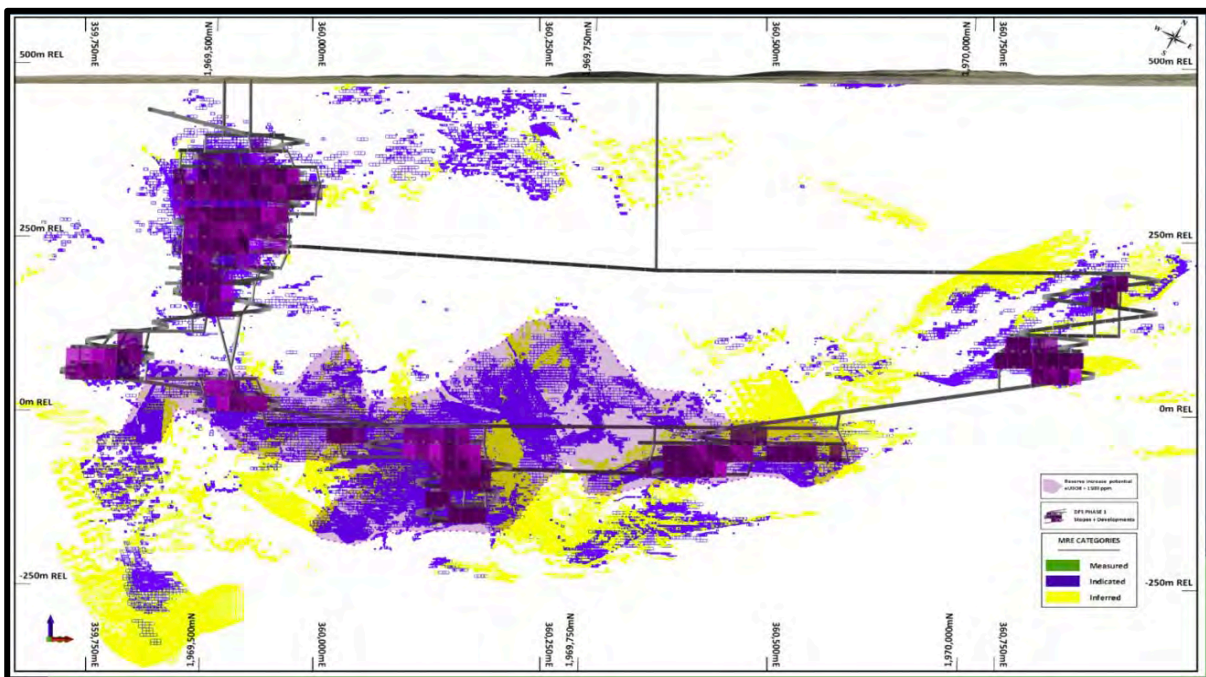 359,750mE
1,969,500mN
360,000mE
360,250mE
1,969,750mN
360,500mE
1,970,000mN
360,750mE
N
W
E
S
500m REL
500m REL
250m REL
250m REL
0m REL
0m REL
-250m REL
-250m REL
Reserve increase potential
DFS PHASE
Stopes + Developments
MRE CATEGORIES
Measured
Indicated
Inferred
359,750mE
1,969,500mN
360,000mE
360,250mE
1,969,750mN
360,500mE
1,970,000mN
360,750mE